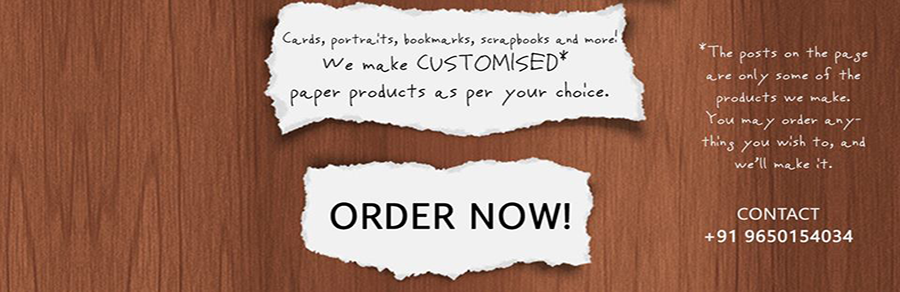 Cards, portraits, bookmarks, scrapbooks and more!
We make CUSTOMISED*
paper products as per your choice.
ORDER NOW!
*The posts on the page
are only some of the
products we make.
You may order any-
thing you wish to, and
we'll make it.
CONTACT
+91 9650154034